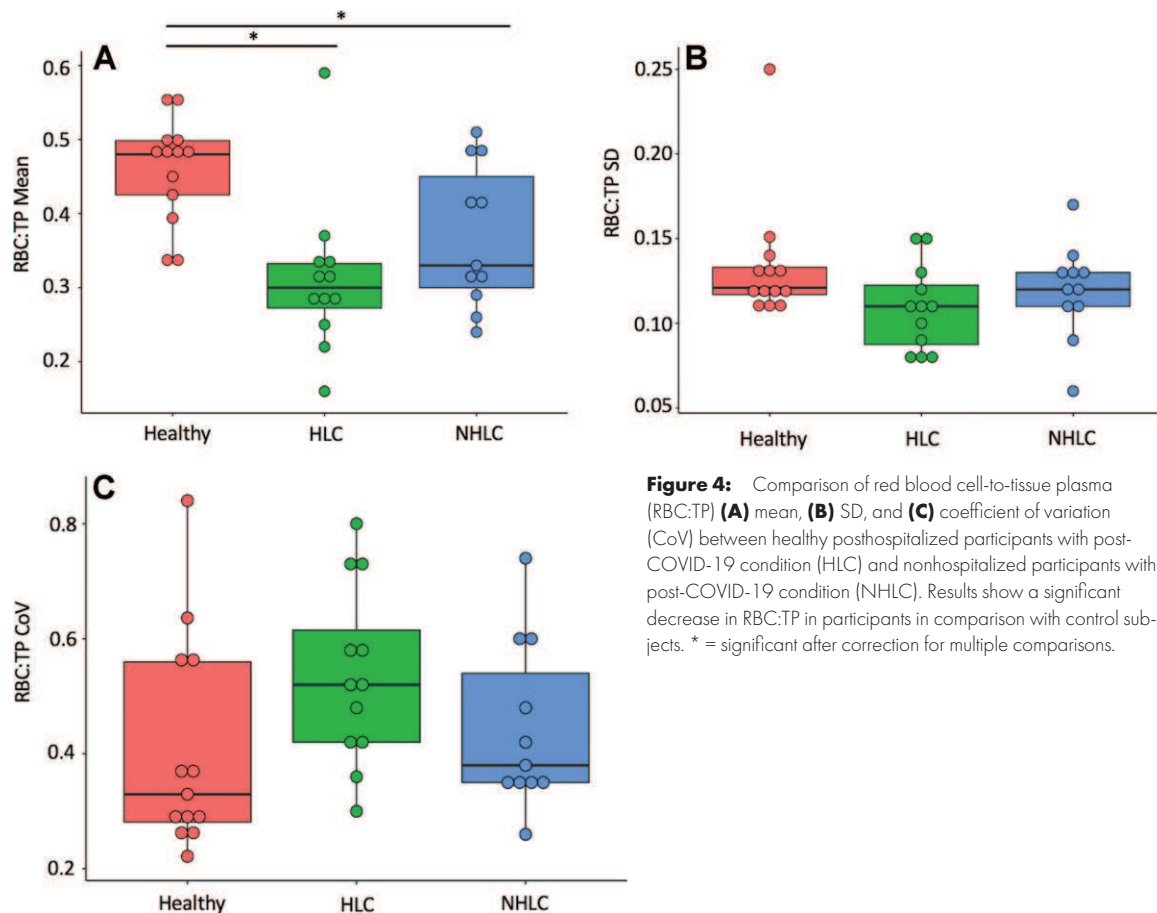 *
*
A
0.6
0.5
0.4
0.3
0.2
RBC:TP Mean
Healthy
HLC
NHLC
B
0.25
0.20
0.15
0.10
0.05
RBC:TP SD
Healthy
HLC
NHLC
C
0.8
0.6
0.4
0.2
RBC:TP CoV
Healthy
HLC
NHLC
Figure 4: Comparison of red blood cell-to-tissue plasma
(RBC:TP) (A) mean, (B) SD, and (C) coefficient of variation
(CoV) between healthy posthospitalized participants with post-
COVID-19 condition (HLC) and nonhospitalized participants with
post-COVID-19 condition (NHLC). Results show a significant
decrease in RBC:TP in participants in comparison with control sub-
jects. * = significant after correction for multiple comparisons.